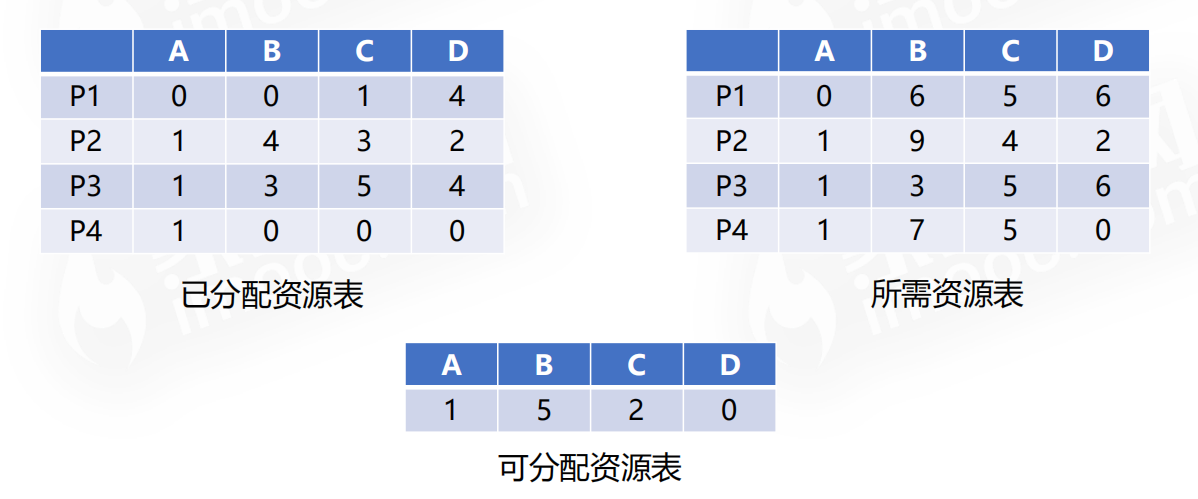 A B C D
P1 0 0 1 4
P2 1 4 3 2
P3 1 3 5 4
P4 1 0 0 0
已分配资源表
A B C D
P1 0 6 5 6
P2 1 9 4 2
P3 1 3 5 6
P4 1 7 5 0
所需资源表
A B C D
1 5 2 0
可分配资源表